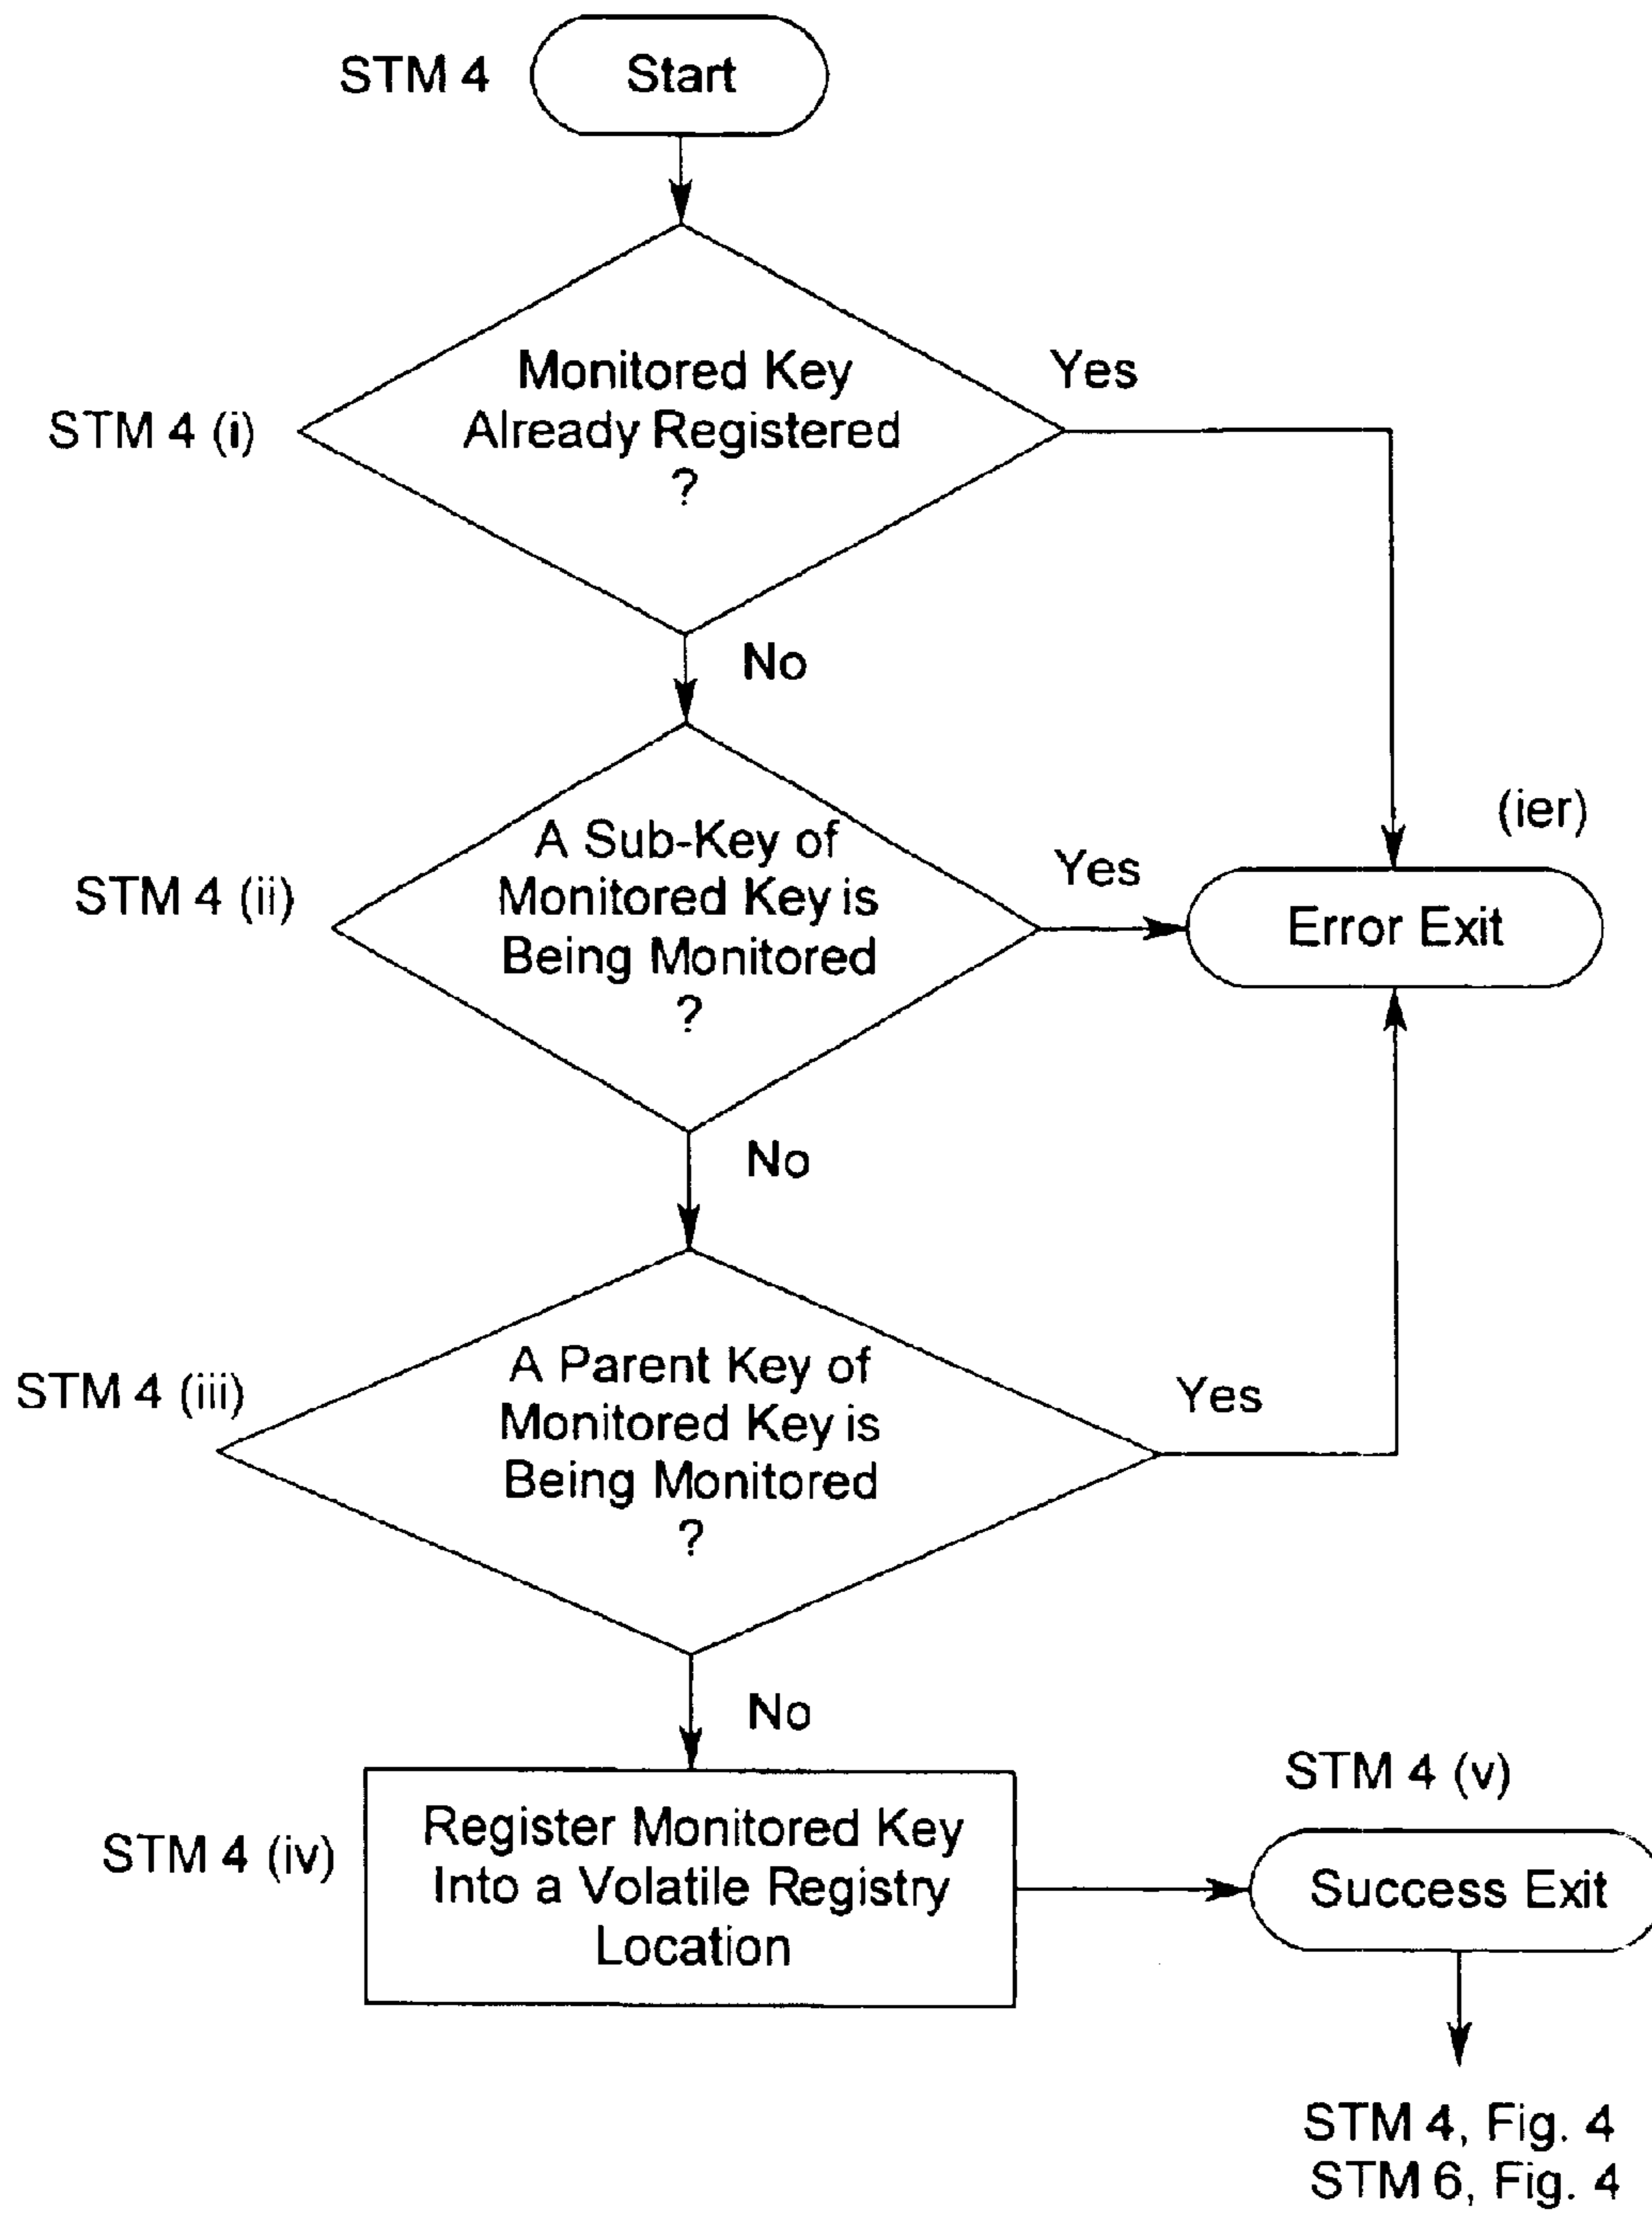 STM 4
Start
Monitored Key
Already Registered
?
Yes
STM 4 (i)
No
(ier)
A Sub-Key of
Monitored Key is
Being Monitored
?
Yes
STM 4 (ii)
Error Exit
No
A Parent Key of
Monitored Key is
Being Monitored
?
Yes
STM 4 (iii)
No
STM 4 (v)
STM 4 (iv)
Register Monitored Key
Into a Volatile Registry
Location
Success Exit
STM 4, Fig. 4
STM 6, Fig. 4